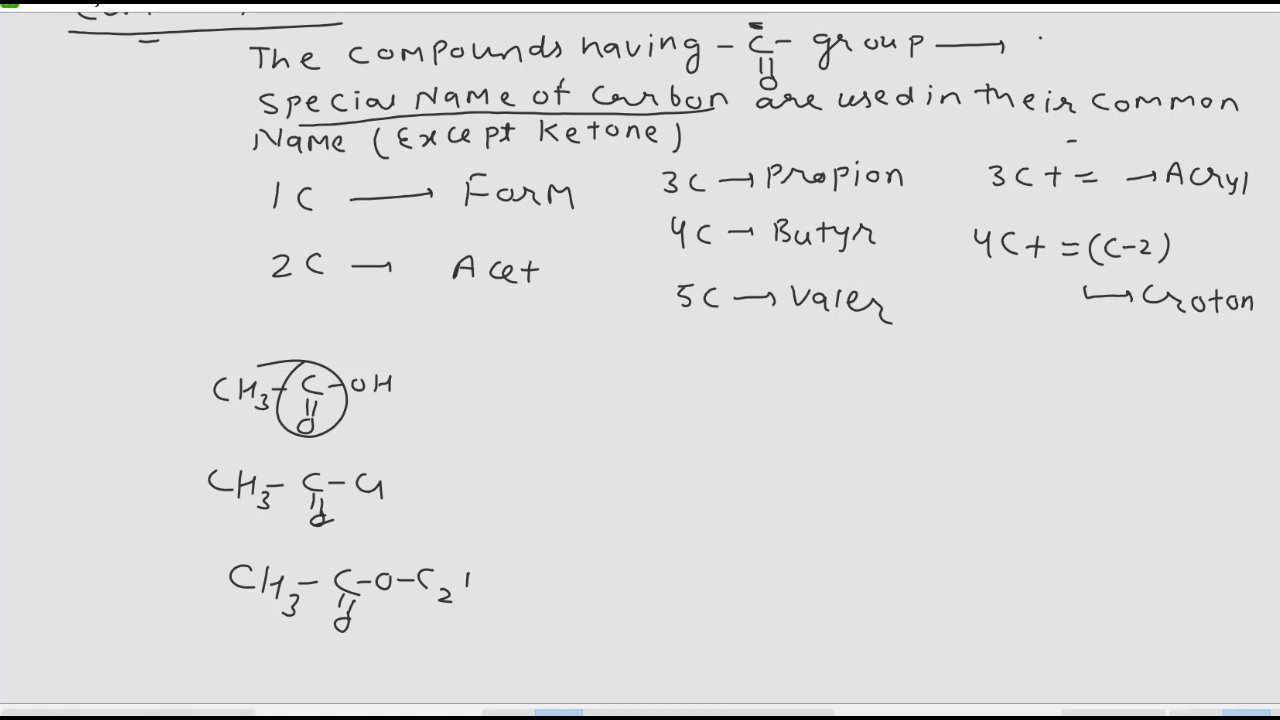 The compounds having - C - group →
||
O
Special Name of Carbon are used in their common
Name (Except Ketone)
1C → Form
2C → Acet
3C → Propion
4C → Butyr
5C → Valer
3C + = → Acryl
4C + = (C-2)
↳ Croton
CH3 - C - OH
||
O
CH3 - C - Cl
||
O
CH3 - C - O - C2
||
O